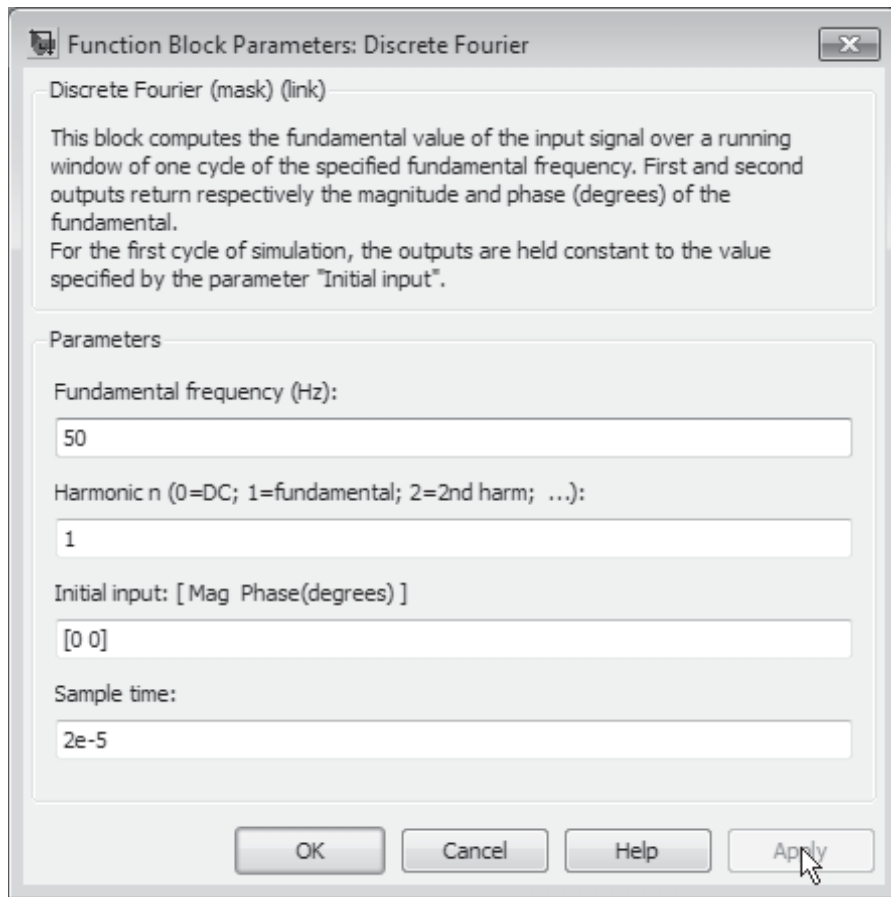 Function Block Parameters: Discrete Fourier
Discrete Fourier (mask) (link)
This block computes the fundamental value of the input signal over a running
window of one cycle of the specified fundamental frequency. First and second
outputs return respectively the magnitude and phase (degrees) of the
fundamental.
For the first cycle of simulation, the outputs are held constant to the value
specified by the parameter "Initial input".
Parameters
Fundamental frequency (Hz):
50
Harmonic n (0=DC; 1=fundamental; 2=2nd harm; ...):
1
Initial input: [ Mag Phase(degrees) ]
[0 0]
Sample time:
2e-5
OK Cancel Help Apply